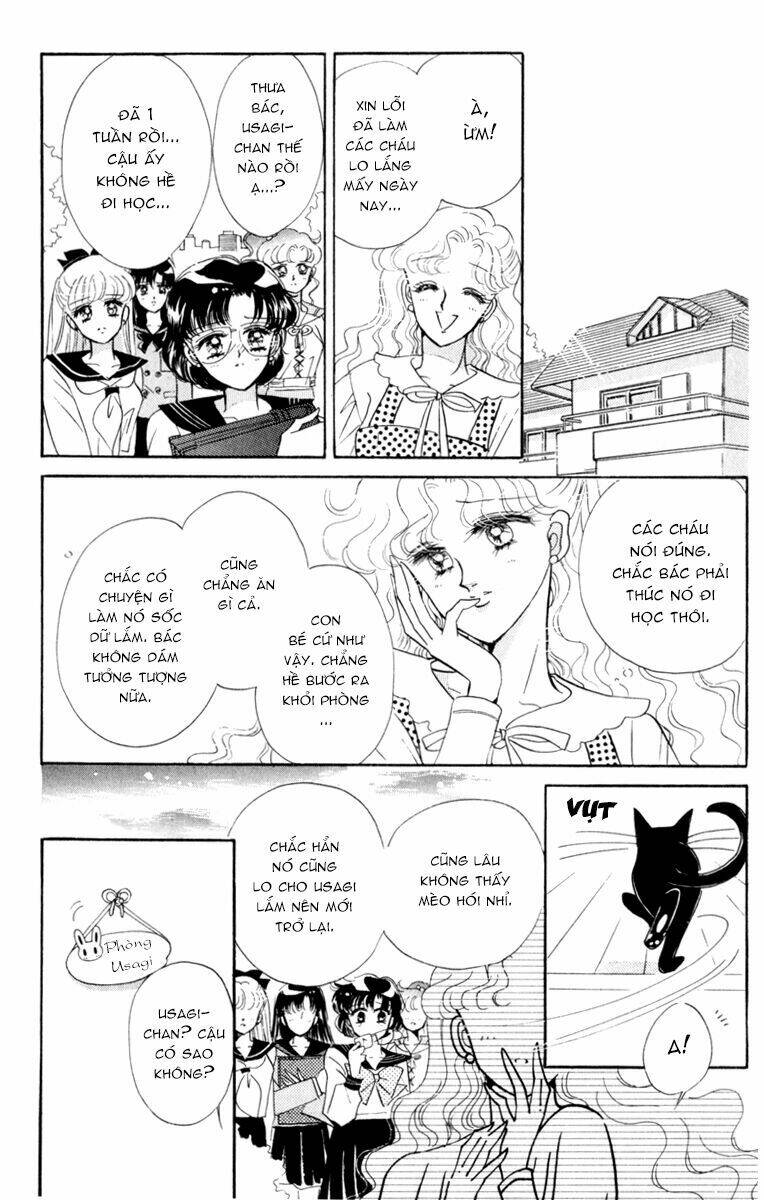 À,
ỪM!
XIN LỖI
ĐÃ LÀM
CÁC CHÁU
LO LẮNG
MẤY NGÀY
NAY...
THƯA
BÁC,
USAGI-
CHAN THẾ
NÀO RỒI
Ạ...?
ĐÃ 1
TUẦN RỒI...
CẬU ẤY
KHÔNG HỀ
ĐI HỌC...
CÁC CHÁU
NÓI ĐÚNG.
CHẮC BÁC PHẢI
THÚC NÓ ĐI
HỌC THÔI.
CON
BÉ CỨ NHƯ
VẬY. CHẲNG
HỀ BƯỚC RA
KHỎI PHÒNG
...
CŨNG
CHẲNG ĂN
GÌ CẢ.
CHẮC CÓ
CHUYỆN GÌ
LÀM NÓ SỐC
DỮ LẮM. BÁC
KHÔNG DÁM
TƯỞNG TƯỢNG
NỮA.
VỤT
A!
CŨNG LÂU
KHÔNG THẤY
MÈO HÓI NHỈ.
CHẮC HẲN
NÓ CŨNG
LO CHO USAGI
LẮM NÊN MỚI
TRỞ LẠI.
Phòng
Usagi
USAGI-
CHAN? CẬU
CÓ SAO
KHÔNG?